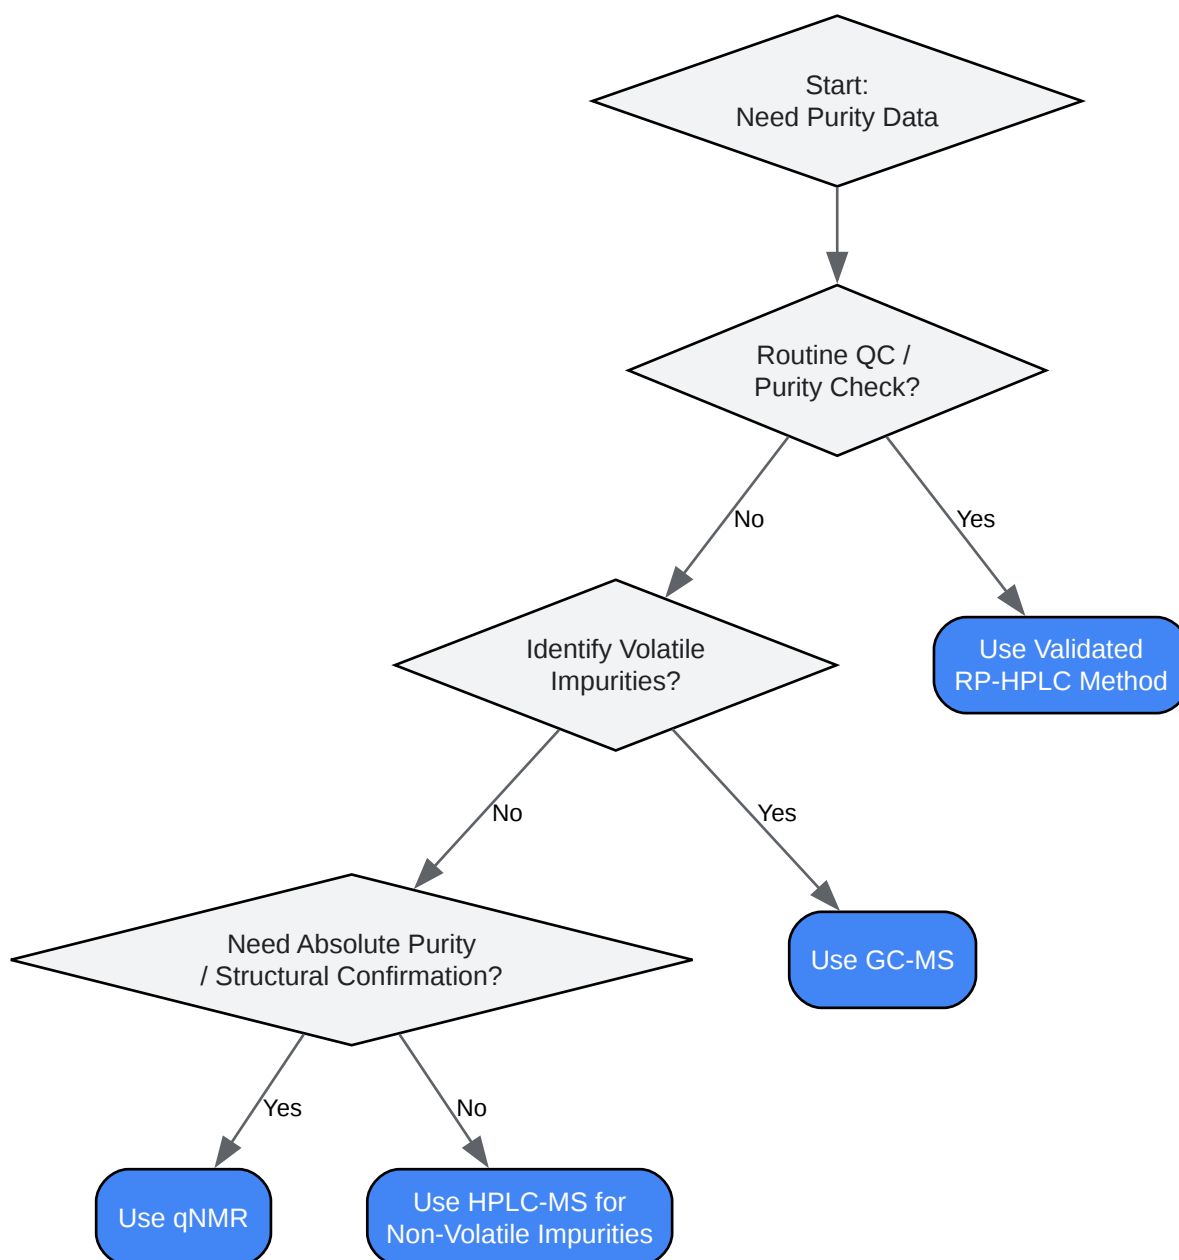 Start:
Need Purity Data
Routine QC /
Purity Check?
No
Yes
Identify Volatile
Impurities?
Use Validated
RP-HPLC Method
No
Yes
Need Absolute Purity
/ Structural Confirmation?
Use GC-MS
Yes
No
Use qNMR
Use HPLC-MS for
Non-Volatile Impurities